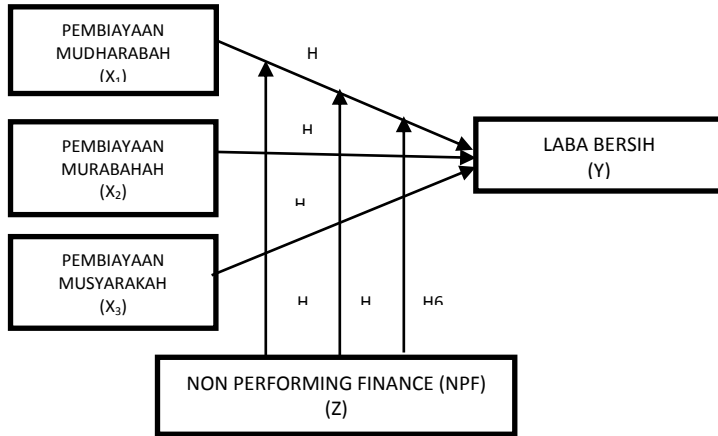 PEMBIAYAAN
MUDHARABAH
(X₁)
H
PEMBIAYAAN
MURABAHAH
(X₂)
H
LABA BERSIH
(Y)
H
PEMBIAYAAN
MUSYARAKAH
(X₃)
H H H6
NON PERFORMING FINANCE (NPF)
(Z)